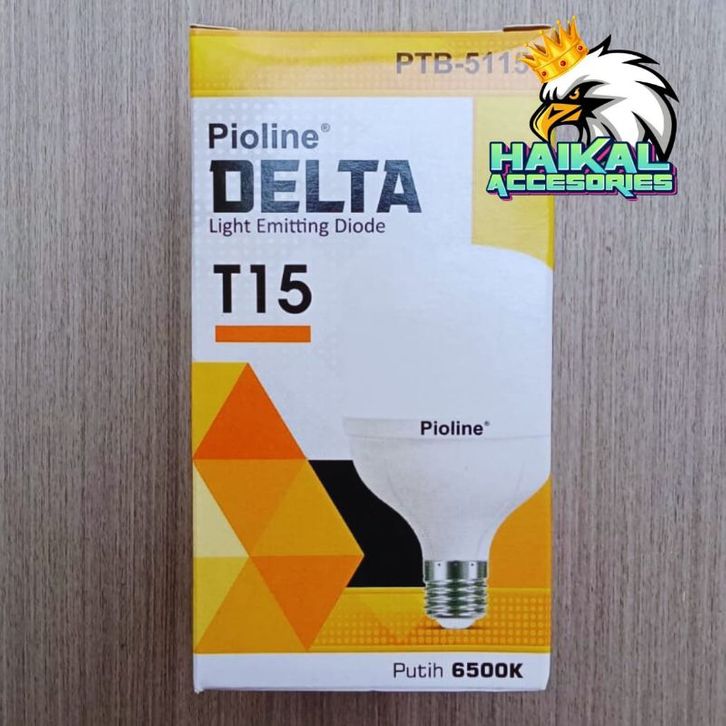 PTB-5115
HAIKAL
ACCESORIES
Pioline®
DELTA
Light Emitting Diode
T15
Pioline®
Putih 6500K